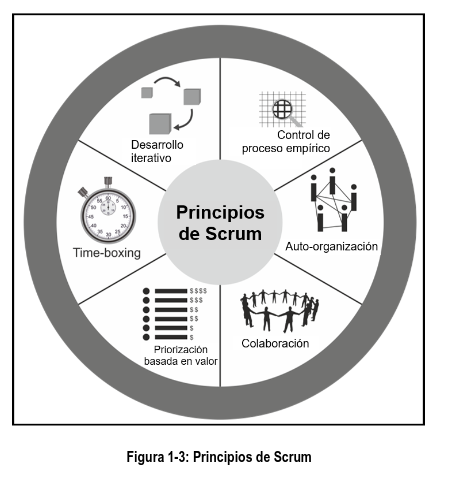 Desarrollo
iterativo
Control de
proceso empírico
Time-boxing
Principios
de Scrum
Auto-organización
$$$$
$$$
$$
$$
$
$
Priorización
basada en valor
Colaboración
Figura 1-3: Principios de Scrum